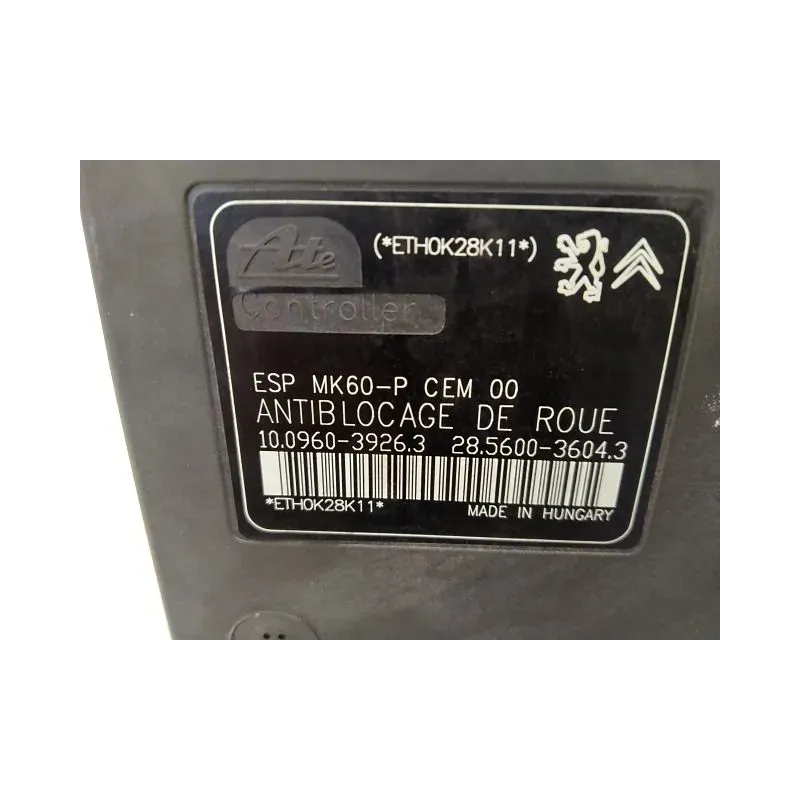 Ate
(*ETH0K28K11*)
Controller
ESP MK60-P CEM 00
ANTIBLOCAGE DE ROUE
10.0960-3926.3 28.5600-3604.3
*ETH0K28K11*
MADE IN HUNGARY